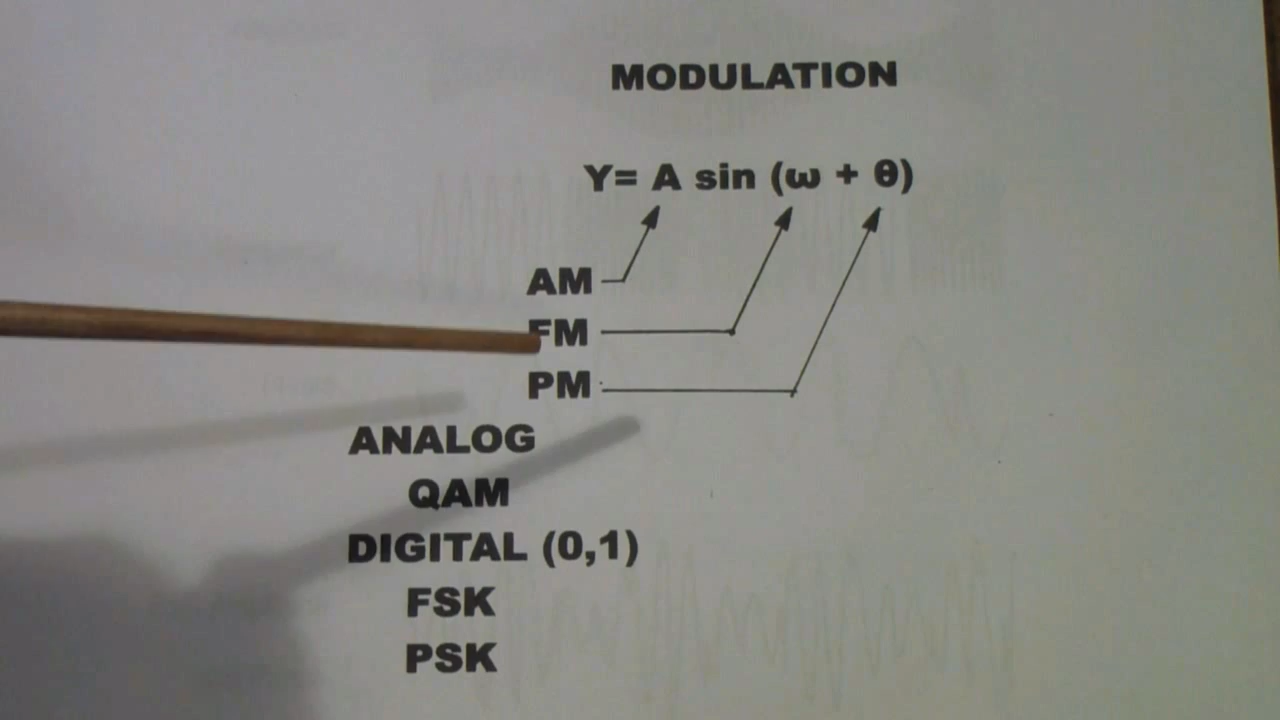 MODULATION
Y= A sin (ω + θ)
AM
FM
PM
ANALOG
QAM
DIGITAL (0,1)
FSK
PSK